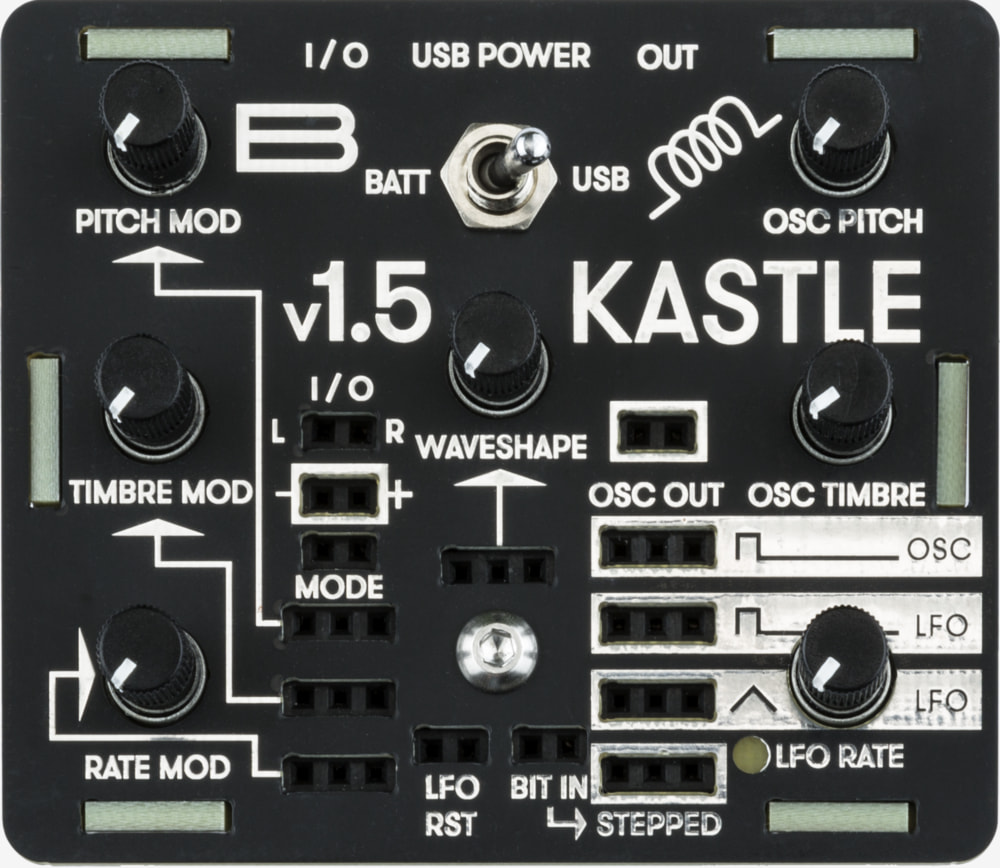 I/O USB POWER OUT
B
BATT USB
PITCH MOD OSC PITCH
v1.5 KASTLE
I/O
L R
WAVESHAPE
TIMBRE MOD - + OSC OUT OSC TIMBRE
OSC
MODE
LFO
LFO
RATE MOD LFO RATE
LFO BIT IN
RST STEPPED